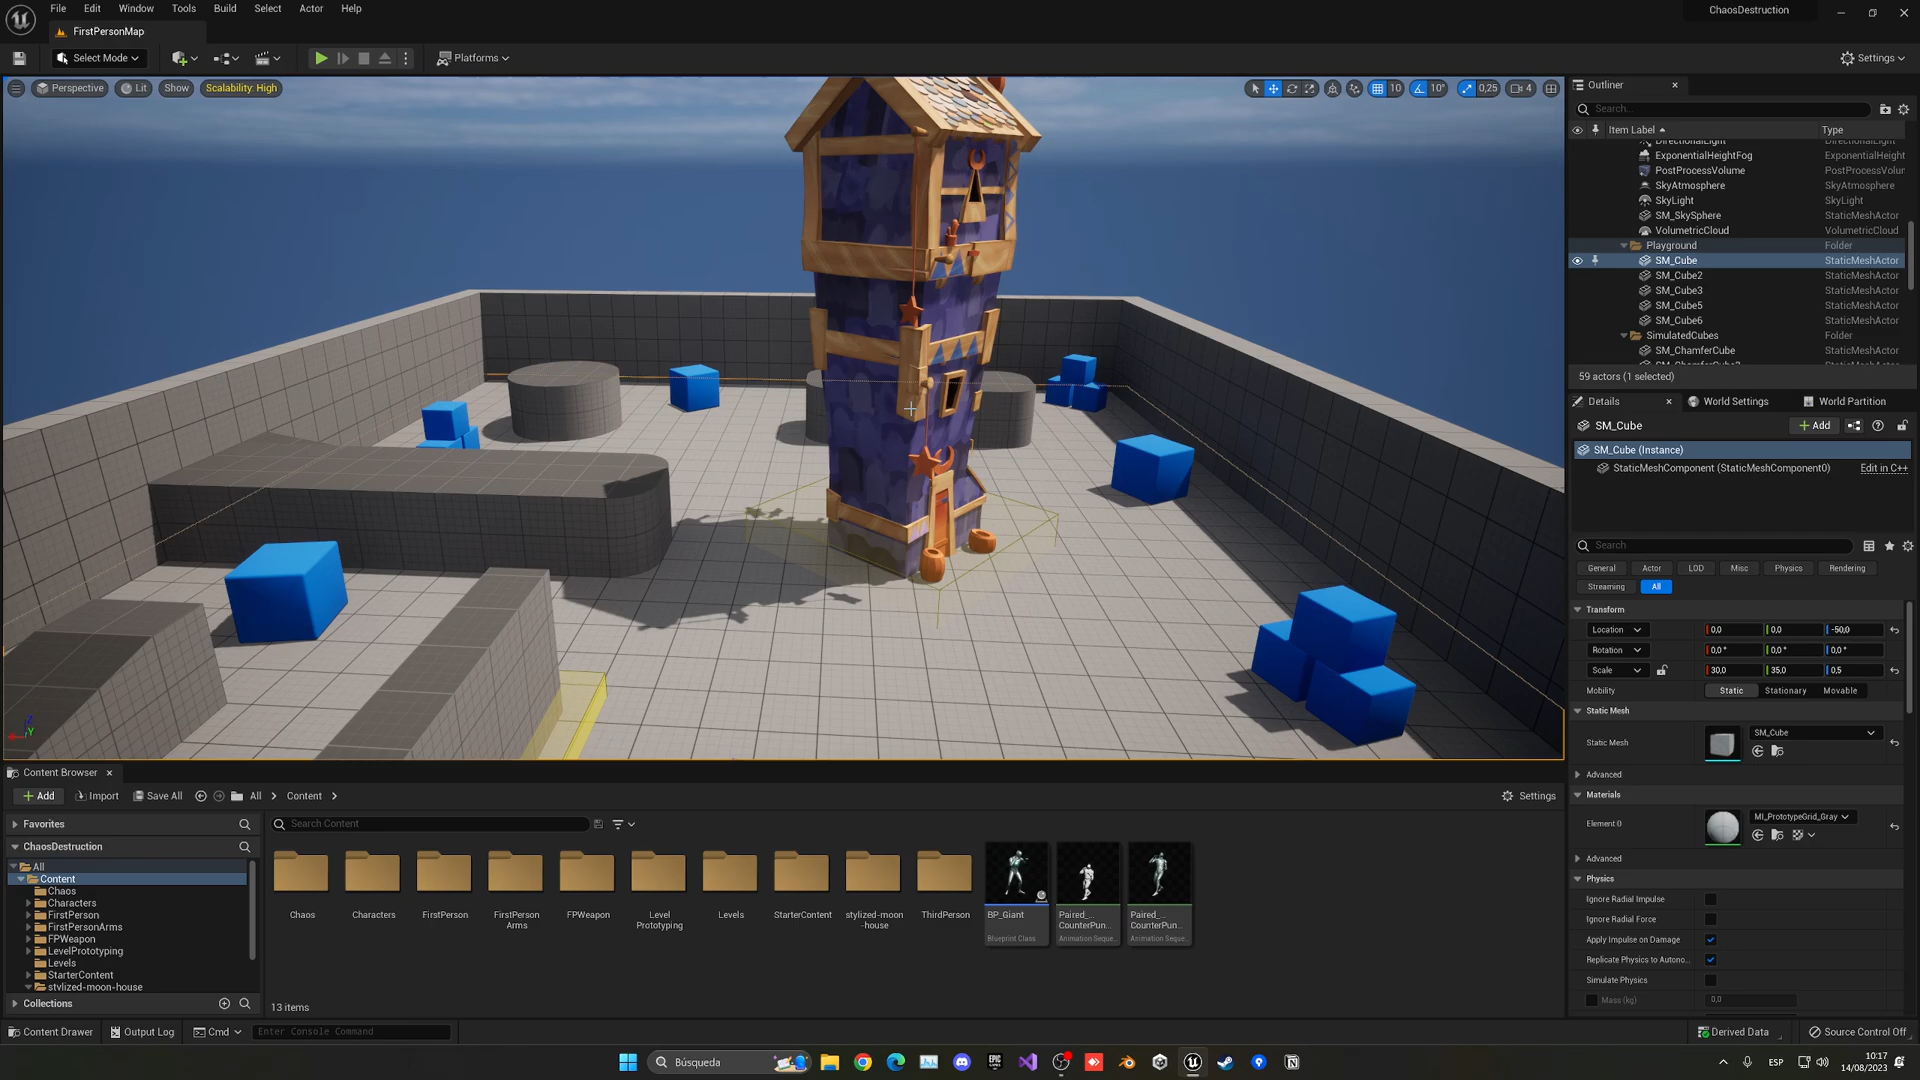 File Edit Window Tools Build Select Actor Help
ChaosDestruction
FirstPersonMap
Select Mode
Platforms
Settings
Perspective Lit Show Scalability: High
10 10° 0,25 4
Outliner
Search...
Item Label Type
DirectionalLight
ExponentialHeightFog ExponentialHeight
PostProcessVolume PostProcessVolum
SkyAtmosphere SkyAtmosphere
SkyLight SkyLight
SM_SkySphere StaticMeshActor
VolumetricCloud VolumetricCloud
Playground Folder
SM_Cube StaticMeshActor
SM_Cube2 StaticMeshActor
SM_Cube3 StaticMeshActor
SM_Cube5 StaticMeshActor
SM_Cube6 StaticMeshActor
SimulatedCubes Folder
SM_ChamferCube StaticMeshActor
59 actors (1 selected)
Details World Settings World Partition
SM_Cube
Add
SM_Cube (Instance)
StaticMeshComponent (StaticMeshComponent0) Edit in C++
Search
General Actor LOD Misc Physics Rendering
Streaming All
Transform
Location 0,0 0,0 -50,0
Rotation 0,0 ° 0,0 ° 0,0 °
Scale 30,0 35,0 0,5
Mobility Static Stationary Movable
Static Mesh
Static Mesh SM_Cube
Advanced
Materials
Element 0 MI_PrototypeGrid_Gray
Advanced
Physics
Ignore Radial Impulse
Ignore Radial Force
Apply Impulse on Damage
Replicate Physics to Autono...
Simulate Physics
Mass (kg) 0,0
Content Browser
Add Import Save All All Content Settings
Favorites
ChaosDestruction
All
Content
Chaos
Characters
FirstPerson
FirstPersonArms
FPWeapon
LevelPrototyping
Levels
StarterContent
stylized-moon-house
Collections
Search Content
Chaos
Characters
FirstPerson
FirstPerson
Arms
FPWeapon
Level
Prototyping
Levels
StarterContent
stylized-moon
-house
ThirdPerson
BP_Giant
Blueprint Class
Paired_...
CounterPun...
Animation Seque...
Paired_...
CounterPun...
Animation Seque...
13 items
Content Drawer Output Log Cmd Enter Console Command
Derived Data Source Control Off
Búsqueda
ESP
10:17
14/08/2023